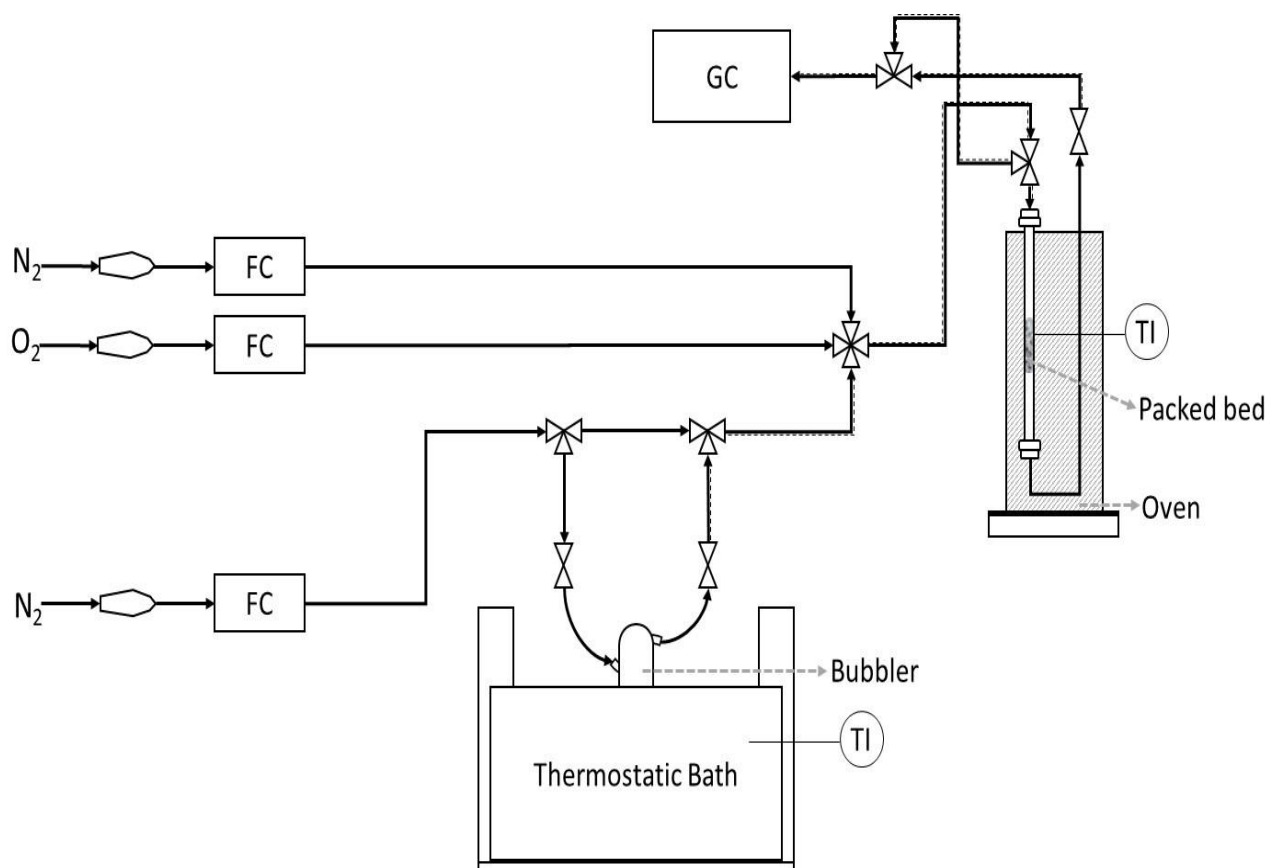 GC
N2
FC
O2
FC
TI
Packed bed
Oven
N2
FC
Bubbler
TI
Thermostatic Bath